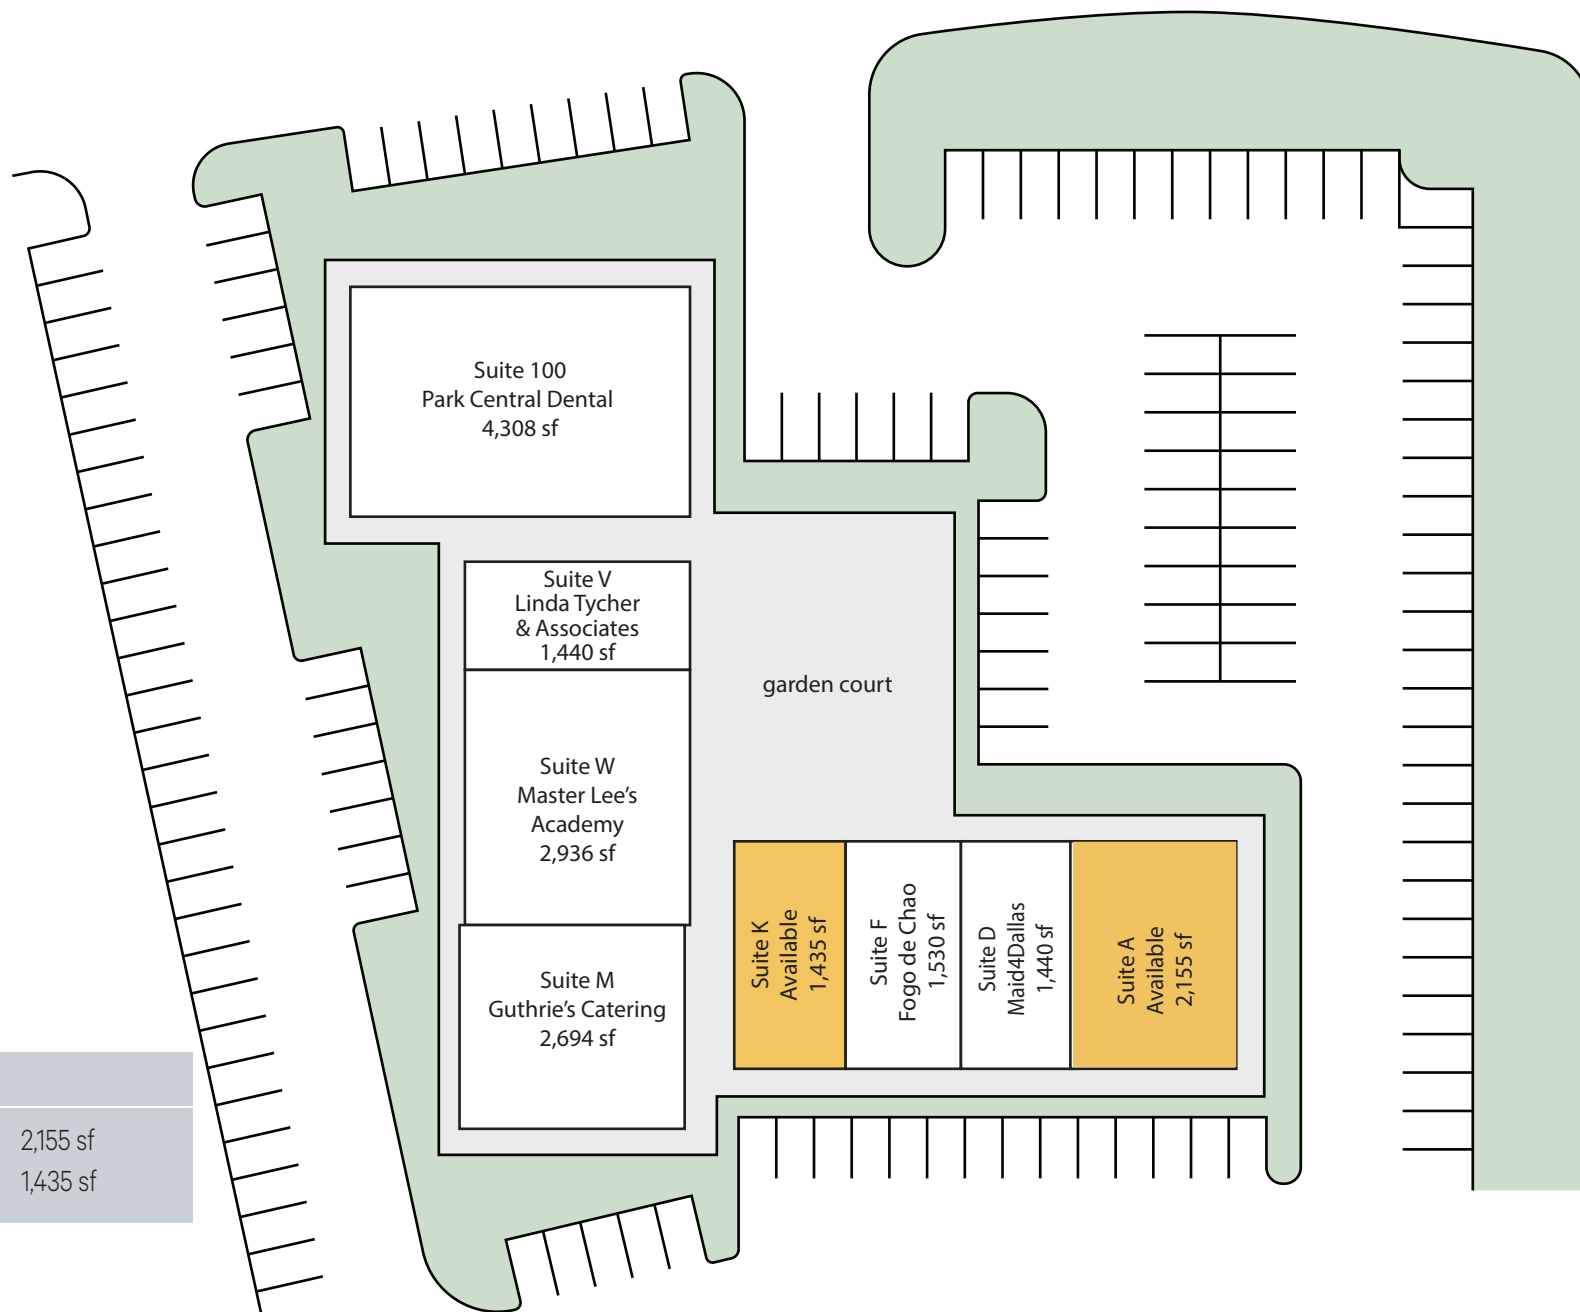 Suite 100
Park Central Dental
4,308 sf
Suite V
Linda Tycher
& Associates
1,440 sf
garden court
Suite W
Master Lee's
Academy
2,936 sf
Suite M
Guthrie's Catering
2,694 sf
Suite K
Available
1,435 sf
Suite F
Fogo de Chao
1,530 sf
Suite D
Maid4Dallas
1,440 sf
Suite A
Available
2,155 sf
2,155 sf
1,435 sf